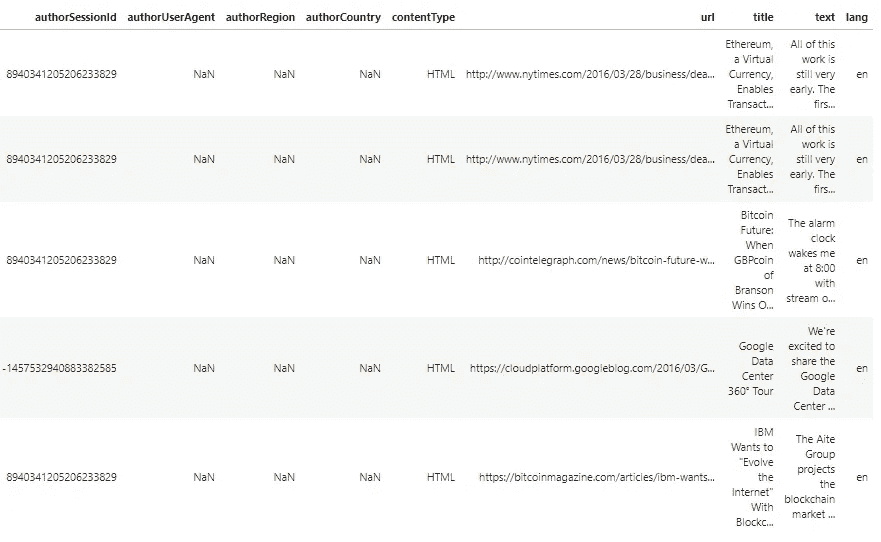 authorSessionId authorUserAgent authorRegion authorCountry contentType url title text lang
8940341205206233829 NaN NaN NaN HTML http://www.nytimes.com/2016/03/28/business/dea... Ethereum, a Virtual Currency, Enables Transact... All of this work is still very early. The firs... en
8940341205206233829 NaN NaN NaN HTML http://www.nytimes.com/2016/03/28/business/dea... Ethereum, a Virtual Currency, Enables Transact... All of this work is still very early. The firs... en
8940341205206233829 NaN NaN NaN HTML http://cointelegraph.com/news/bitcoin-future-w... Bitcoin Future: When GBPcoin of Branson Wins O... The alarm clock wakes me at 8:00 with stream o... en
-1457532940883382585 NaN NaN NaN HTML https://cloudplatform.googleblog.com/2016/03/G... Google Data Center 360° Tour We're excited to share the Google Data Center ... en
8940341205206233829 NaN NaN NaN HTML https://bitcoinmagazine.com/articles/ibm-wants... IBM Wants to "Evolve the Internet" With Blockc... The Aite Group projects the blockchain market ... en